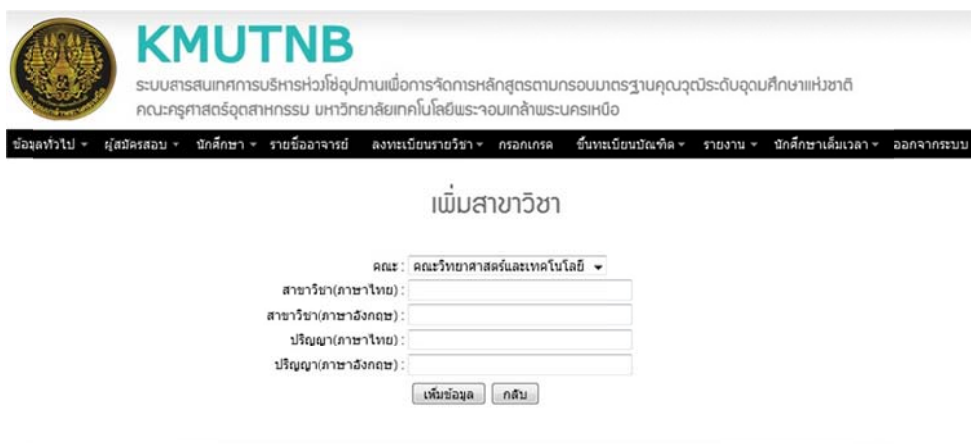 KMUTNB
ระบบสารสนเทศการบริหารห่วงโซ่อุปทานเพื่อการจัดการหลักสูตรตามกรอบมาตรฐานคุณวุฒิระดับอุดมศึกษาแห่งชาติ
คณะครุศาสตร์อุตสาหกรรม มหาวิทยาลัยเทคโนโลยีพระจอมเกล้าพระนครเหนือ
ข้อมูลทั่วไป ผู้สมัครสอบ นักศึกษา รายชื่ออาจารย์ ลงทะเบียนรายวิชา กรอกเกรด ขึ้นทะเบียนบัณฑิต รายงาน นักศึกษาเต็มเวลา ออกจากระบบ
เพิ่มสาขาวิชา
คณะ : คณะวิทยาศาสตร์และเทคโนโลยี
สาขาวิชา(ภาษาไทย) :
สาขาวิชา(ภาษาอังกฤษ) :
ปริญญา(ภาษาไทย) :
ปริญญา(ภาษาอังกฤษ) :
เพิ่มข้อมูล กลับ